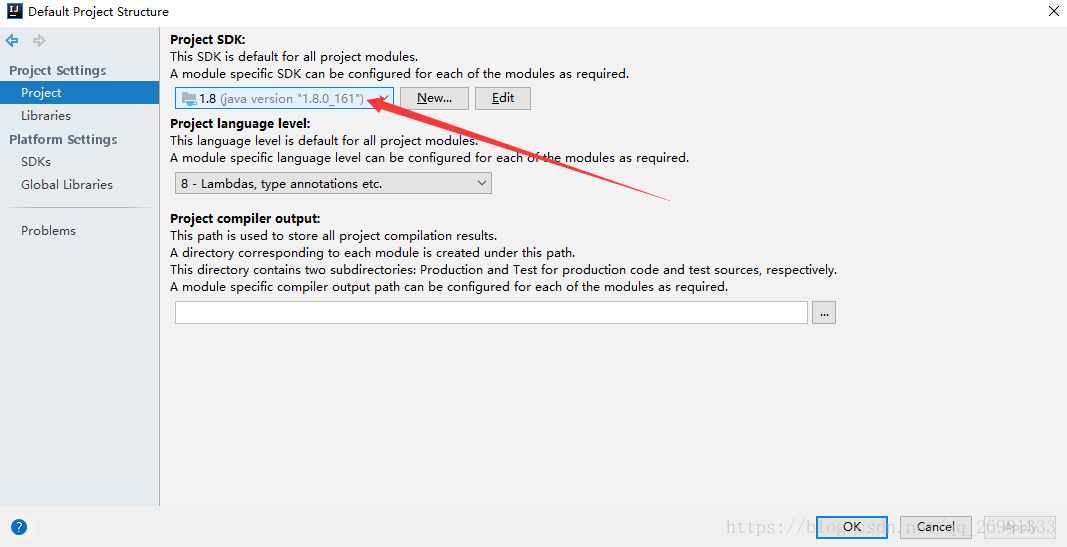 IJ Default Project Structure
Project Settings
Project
Libraries
Platform Settings
SDKs
Global Libraries
Problems
Project SDK:
This SDK is default for all project modules.
A module specific SDK can be configured for each of the modules as required.
1.8 (java version "1.8.0_161") New... Edit
Project language level:
This language level is default for all project modules.
A module specific language level can be configured for each of the modules as required.
8 - Lambdas, type annotations etc.
Project compiler output:
This path is used to store all project compilation results.
A directory corresponding to each module is created under this path.
This directory contains two subdirectories: Production and Test for production code and test sources, respectively.
A module specific compiler output path can be configured for each of the modules as required.
...
? OK Cancel Apply
https://blog.csdn.net/qq_26981333